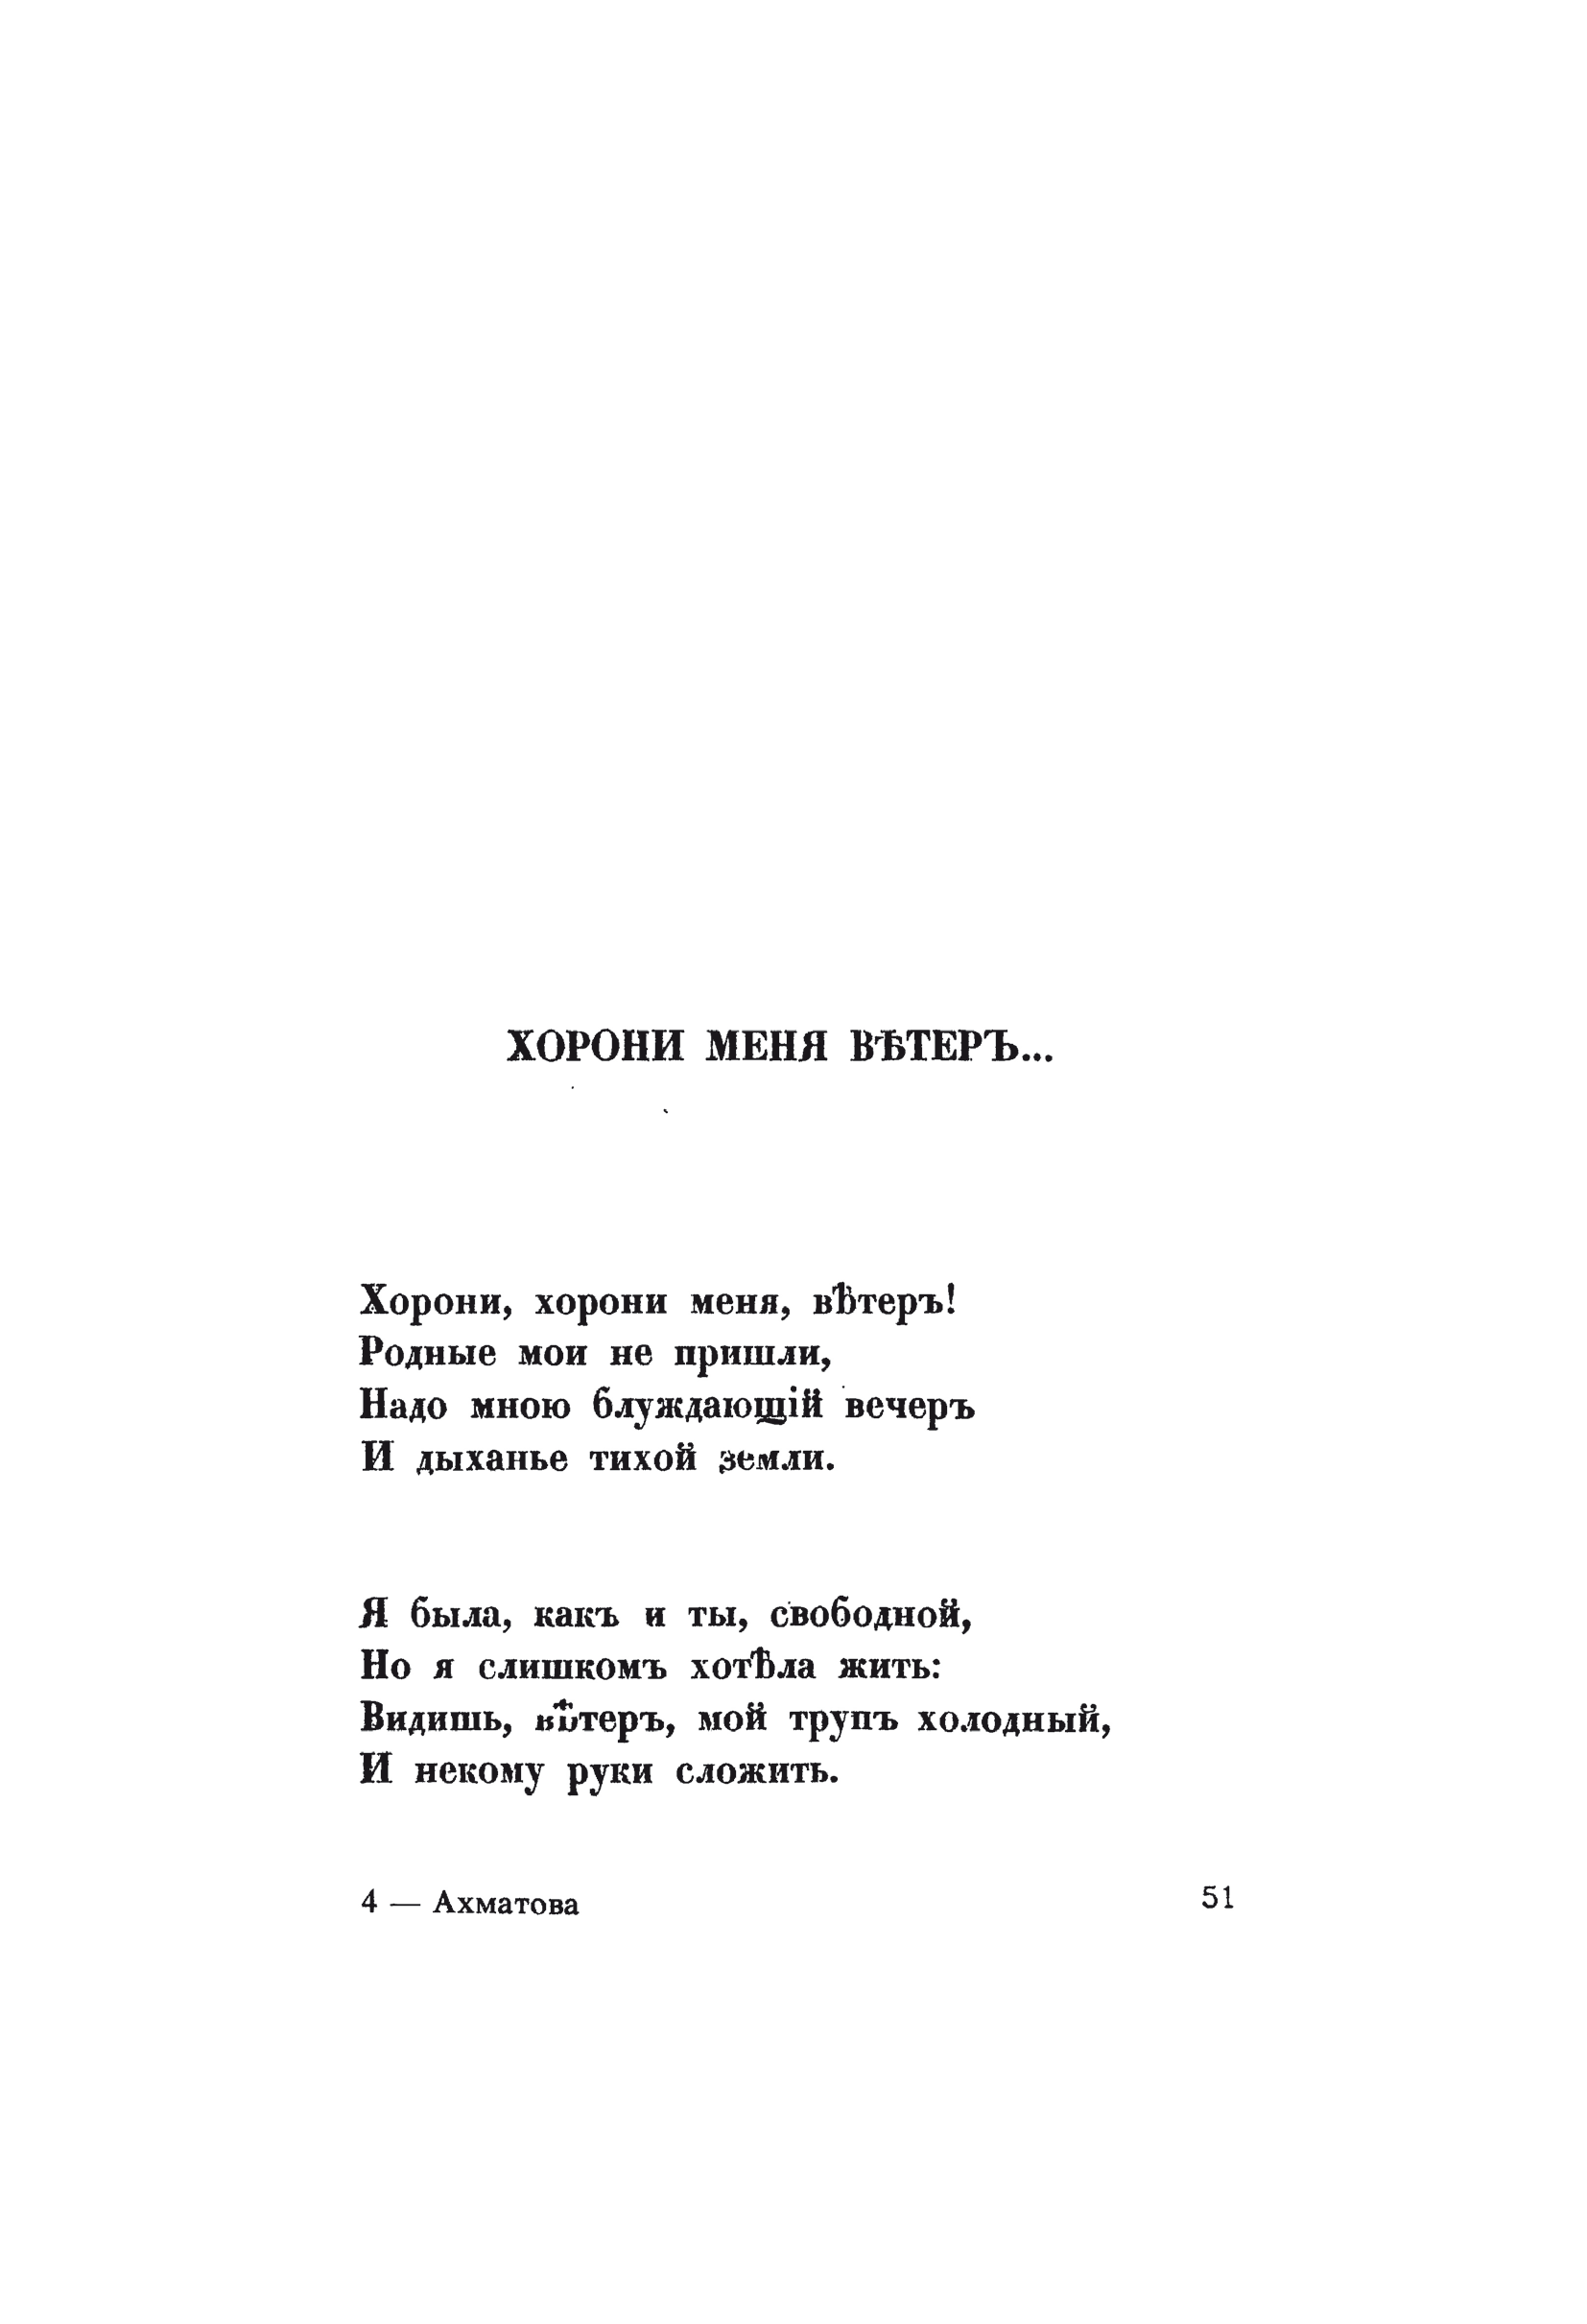 ХОРОНИ МЕНЯ ВѢТЕРЪ...
Хорони, хорони меня, вѣтеръ!
Родные мои не пришли,
Надо мною блуждающій вечеръ
И дыханье тихой земли.
Я была, какъ и ты, свободной,
Но я слишкомъ хотѣла жить:
Видишь, вѣтеръ, мой трупъ холодный,
И некому руки сложить.
4 — Ахматова
51